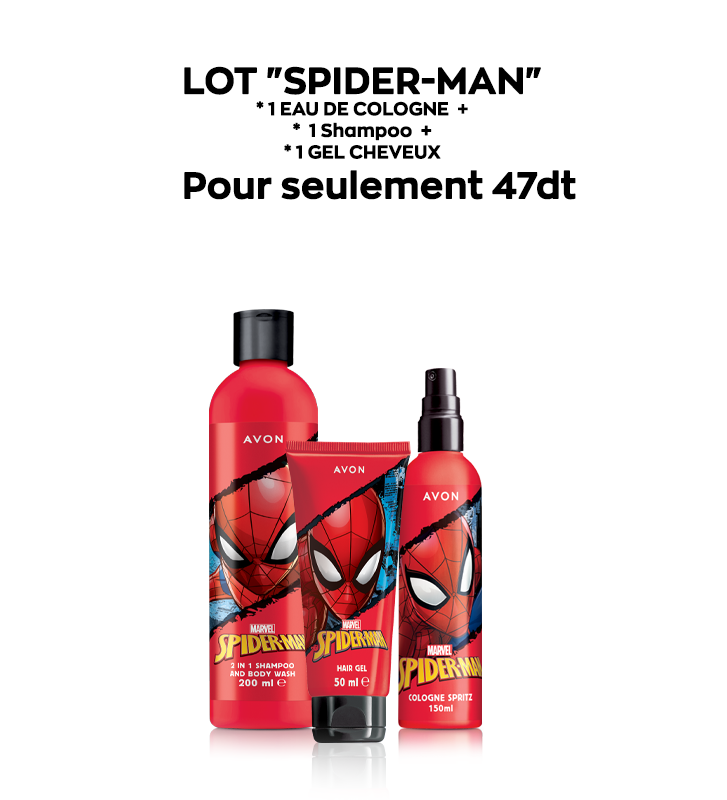 LOT "SPIDER-MAN"
* 1 EAU DE COLOGNE +
* 1 Shampoo +
* 1 GEL CHEVEUX
Pour seulement 47dt
AVON
MARVEL
SPIDER-MAN
2 IN 1 SHAMPOO
AND BODY WASH
200 ml ℮
AVON
MARVEL
SPIDER-MAN
HAIR GEL
50 ml ℮
AVON
MARVEL
SPIDER-MAN
COLOGNE SPRITZ
150ml